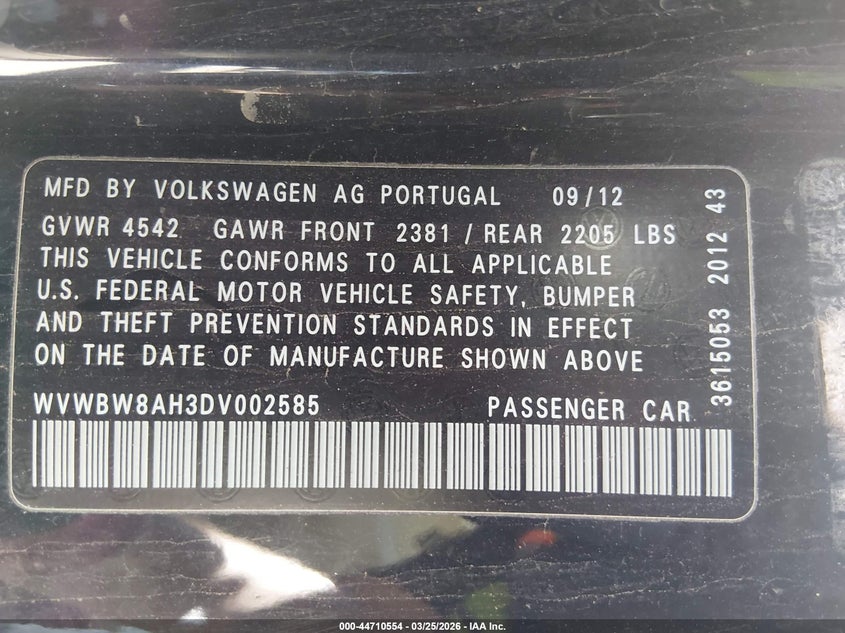 MFD BY VOLKSWAGEN AG PORTUGAL 09/12
GVWR 4542 GAWR FRONT 2381 / REAR 2205 LBS
THIS VEHICLE CONFORMS TO ALL APPLICABLE
U.S. FEDERAL MOTOR VEHICLE SAFETY, BUMPER
AND THEFT PREVENTION STANDARDS IN EFFECT
ON THE DATE OF MANUFACTURE SHOWN ABOVE
WVWBW8AH3DV002585 PASSENGER CAR
3615053 2012 43
000-44710554 — 03/25/2026 — IAA Inc.